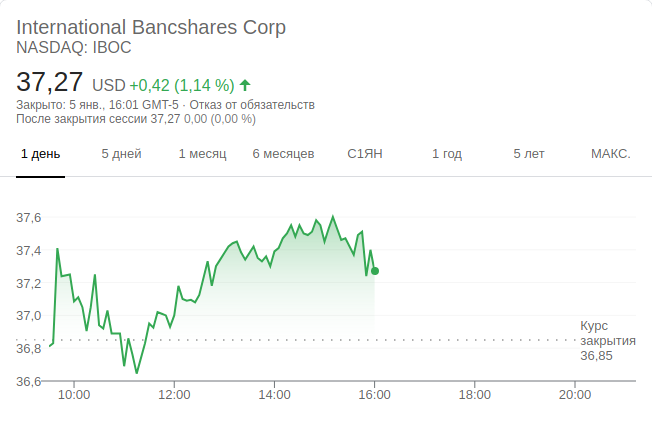 International Bancshares Corp
NASDAQ: IBOC
37,27 USD +0,42 (1,14 %)
Закрыто: 5 янв., 16:01 GMT-5 · Отказ от обязательств
После закрытия сессии 37,27 0,00 (0,00 %)
1 день 5 дней 1 месяц 6 месяцев С1ЯН 1 год 5 лет МАКС.
37,6
37,4
37,2
37,0
Курс
закрытия
36,85
36,8
36,6
10:00 12:00 14:00 16:00 18:00 20:00